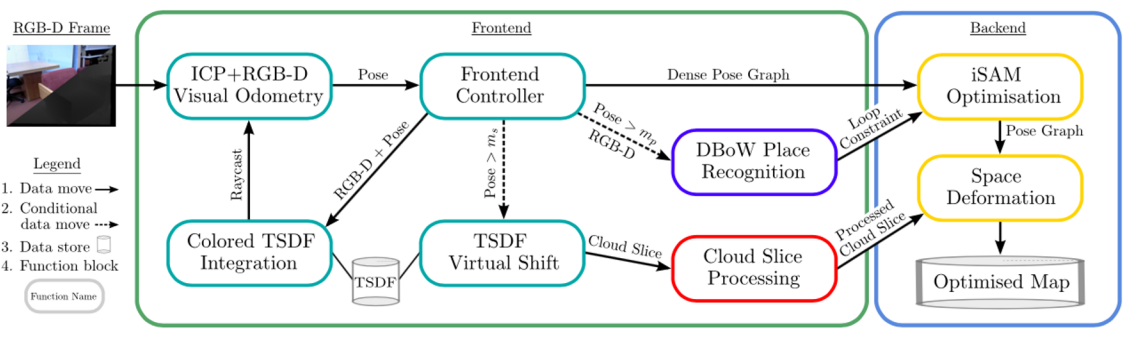 RGB-D Frame
Frontend
Backend
ICP+RGB-D
Visual Odometry
Pose
Frontend
Controller
Dense Pose Graph
iSAM
Optimisation
Pose > mₚ
RGB-D
Loop
Constraint
Pose Graph
DBoW Place
Recognition
Raycast
RGB-D + Pose
Pose > mₛ
Space
Deformation
Legend
1. Data move
2. Conditional
data move
3. Data store
4. Function block
Function Name
Colored TSDF
Integration
TSDF
TSDF
Virtual Shift
Cloud Slice
Cloud Slice
Processing
Processed
Cloud Slice
Optimised Map